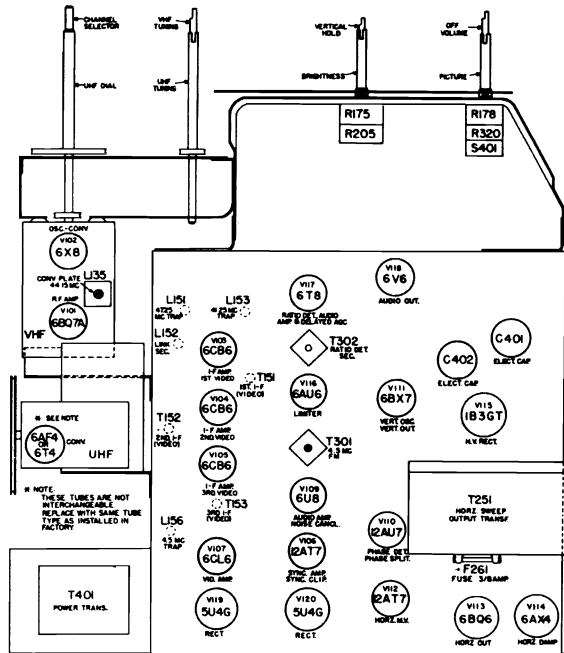 CHANNEL
SELECTOR
VHF
TUNING
VERTICAL
HOLD
OFF
VOLUME
UHF DIAL
UHF
TUNING
BRIGHTNESS
PICTURE
R175
R205
R178
R320
S401
OSC-CONV
V102
6X8
CONV PLATE
44.15 MC
L135
R.F AMP
V101
6BQ7A
VHF
L151
4725
MC TRAP
L153
4125 MC
TRAP
L152
LINK
SEC.
V117
6T8
RATIO DET, AUDIO
AMP & DELAYED AGC
V118
6V6
AUDIO OUT.
V103
6CB6
I-F AMP
1ST VIDEO
T302
RATIO DET.
SEC.
C401
ELECT. CAP
C402
ELECT. CAP
T151
1ST. I-F
(VIDEO)
V116
6AU6
LIMITER
V111
6BX7
VERT. OSC.
VERT OUT
V115
1B3GT
H.V. RECT.
V104
6CB6
I-F AMP
2ND VIDEO
T152
2ND. I-F
(VIDEO)
* SEE NOTE
6AF4
OR
6T4
CONV.
UHF
T301
4.5 MC
FM
V105
6CB6
I-F AMP
3RD VIDEO
* NOTE
THESE TUBES ARE NOT
INTERCHANGEABLE
REPLACE WITH SAME TUBE
TYPE AS INSTALLED IN
FACTORY
T153
3RD I-F
(VIDEO)
V109
6U8
AUDIO AMP
NOISE CANCL.
T251
HORZ SWEEP
OUTPUT TRANSF
L156
4.5 MC
TRAP
V110
12AU7
PHASE DET.
PHASE SPLIT.
V107
6CL6
VID. AMP
V106
12AT7
SYNC. AMP
SYNC. CLIP.
F261
FUSE 3/8AMP
T401
POWER TRANS.
V119
5U4G
RECT
V120
5U4G
RECT.
V112
12AT7
HORZ. M.V.
V113
6BQ6
HORZ OUT
V114
6AX4
HORZ DAMP